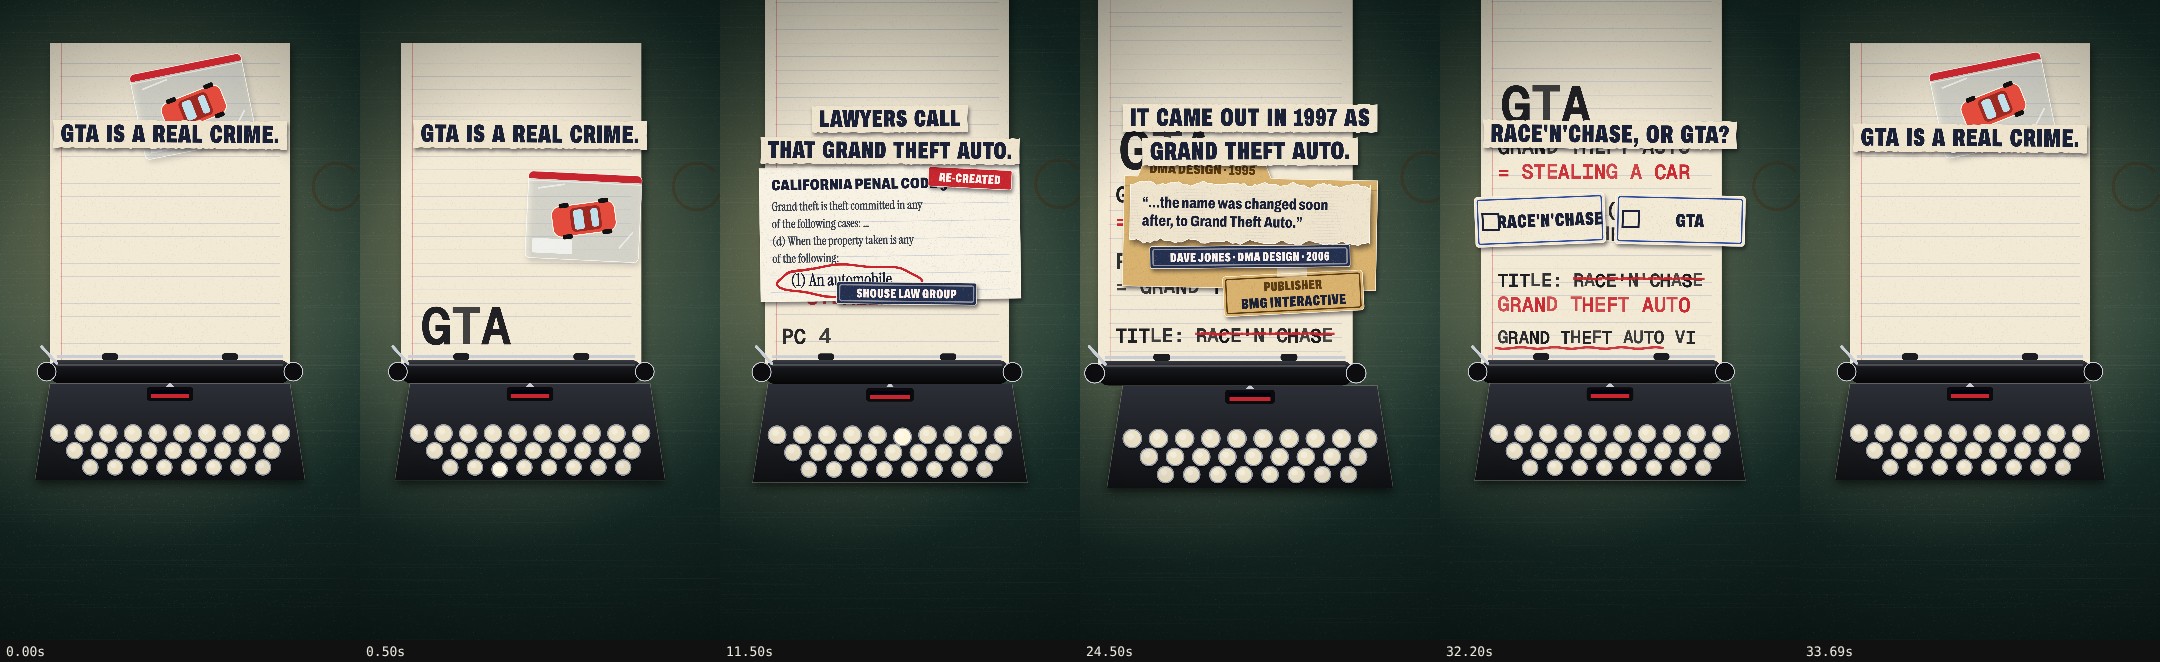 GTA IS A REAL CRIME.
0.00s
GTA IS A REAL CRIME.
GTA
0.50s
LAWYERS CALL
THAT GRAND THEFT AUTO.
RE-CREATED
CALIFORNIA PENAL
Grand theft is theft committed in any
of the following cases: ...
(d) When the property taken is any
of the following:
(1) An automobile
SHOUSE LAW GROUP
PC 4
11.50s
IT CAME OUT IN 1997 AS
GRAND THEFT AUTO.
DMA DESIGN · 1995
“...the name was changed soon
after, to Grand Theft Auto.”
DAVE JONES · DMA DESIGN · 2006
PUBLISHER
BMG INTERACTIVE
TITLE: RACE'N'CHASE
24.50s
GTA
RACE'N'CHASE, OR GTA?
= STEALING A CAR
RACE'N'CHASE
GTA
TITLE: RACE'N'CHASE
GRAND THEFT AUTO
GRAND THEFT AUTO VI
32.20s
GTA IS A REAL CRIME.
33.69s